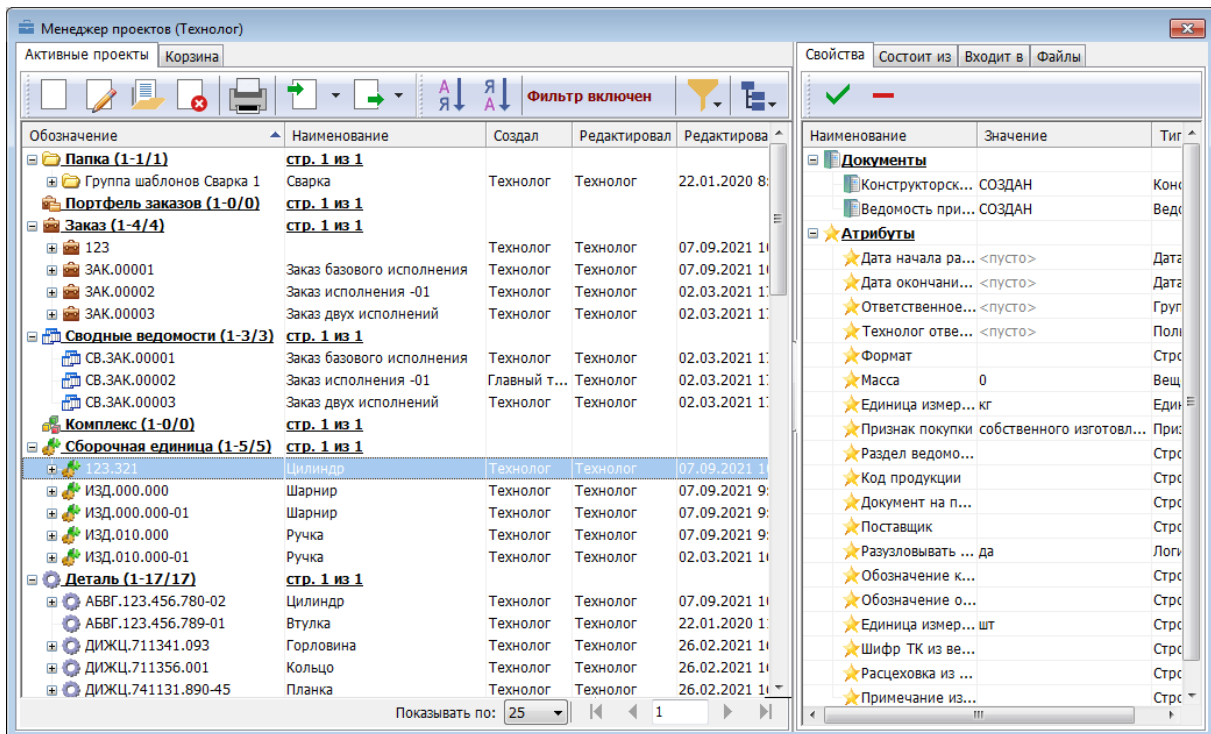 Менеджер проектов (Технолог)
Активные проекты Корзина
Фильтр включен
Обозначение Наименование Создал Редактировал Редактирова
Папка (1-1/1) стр. 1 из 1
Группа шаблонов Сварка 1 Сварка Технолог Технолог 22.01.2020 8:
Портфель заказов (1-0/0) стр. 1 из 1
Заказ (1-4/4) стр. 1 из 1
123 Технолог Технолог 07.09.2021 1
ЗАК.00001 Заказ базового исполнения Технолог Технолог 07.09.2021 1
ЗАК.00002 Заказ исполнения -01 Технолог Технолог 02.03.2021 1
ЗАК.00003 Заказ двух исполнений Технолог Технолог 02.03.2021 1
Сводные ведомости (1-3/3) стр. 1 из 1
СВ.ЗАК.00001 Заказ базового исполнения Технолог Технолог 02.03.2021 1
СВ.ЗАК.00002 Заказ исполнения -01 Главный т... Технолог 02.03.2021 1
СВ.ЗАК.00003 Заказ двух исполнений Технолог Технолог 02.03.2021 1
Комплекс (1-0/0) стр. 1 из 1
Сборочная единица (1-5/5) стр. 1 из 1
123.321 Цилиндр Технолог Технолог 07.09.2021 1
ИЗД.000.000 Шарнир Технолог Технолог 07.09.2021 9:
ИЗД.000.000-01 Шарнир Технолог Технолог 07.09.2021 9:
ИЗД.010.000 Ручка Технолог Технолог 07.09.2021 9:
ИЗД.010.000-01 Ручка Технолог Технолог 02.03.2021 1
Деталь (1-17/17) стр. 1 из 1
АБВГ.123.456.780-02 Цилиндр Технолог Технолог 07.09.2021 1
АБВГ.123.456.789-01 Втулка Технолог Технолог 22.01.2020 1
ДИЖЦ.711341.093 Горловина Технолог Технолог 26.02.2021 1
ДИЖЦ.711356.001 Кольцо Технолог Технолог 26.02.2021 1
ДИЖЦ.741131.890-45 Планка Технолог Технолог 26.02.2021 1
Показывать по: 25 1
Свойства Состоит из Входит в Файлы
Наименование Значение Тип
Документы
Конструкторск... СОЗДАН Конс
Ведомость при... СОЗДАН Ведо
Атрибуты
Дата начала ра... <пусто> Дата
Дата окончани... <пусто> Дата
Ответственное... <пусто> Груп
Технолог отве... <пусто> Поль
Формат Стро
Масса 0 Вещ
Единица измер... кг Един
Признак покупки собственного изготовл... Приз
Раздел ведомо... Стро
Код продукции Стро
Документ на п... Стро
Поставщик Стро
Разузловывать ... да Логи
Обозначение к... Стро
Обозначение о... Стро
Единица измер... шт Стро
Шифр ТК из ве... Стро
Расцеховка из ... Стро
Примечание из... Стро